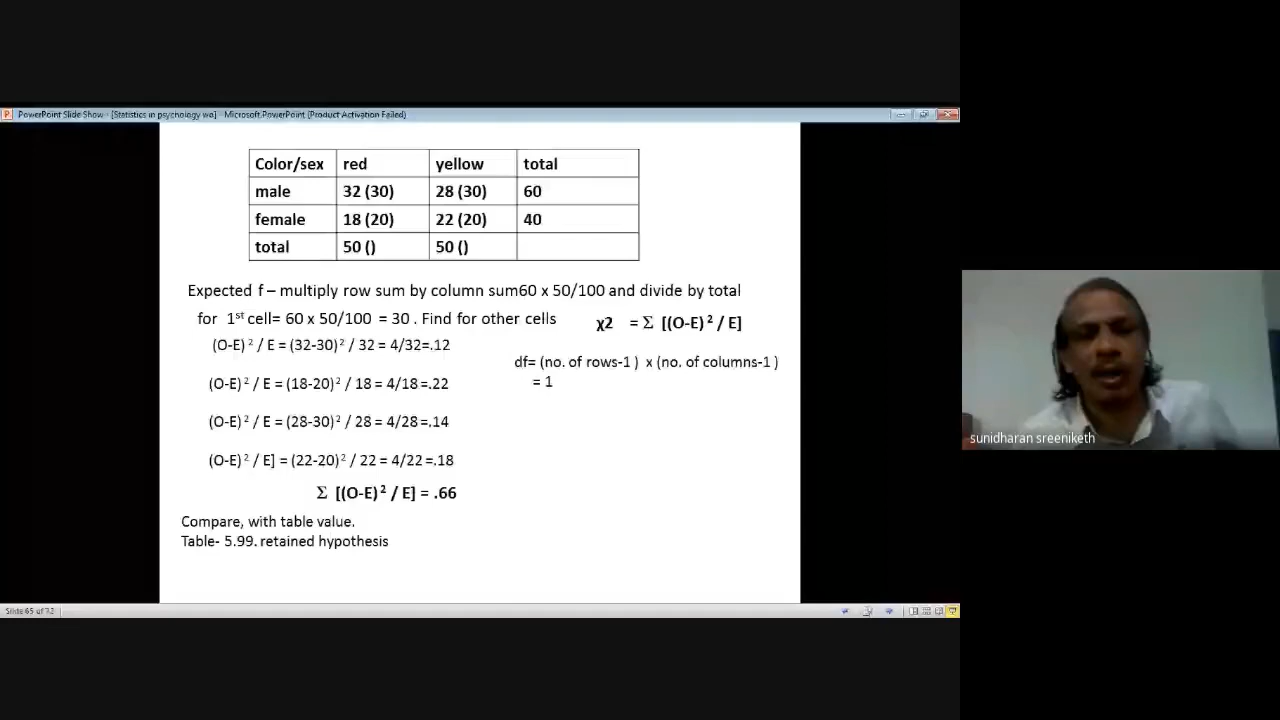 PowerPoint Slide Show - [Statistics in psychology wa] - Microsoft PowerPoint (Product Activation Failed)
Color/sex red yellow total
male 32 (30) 28 (30) 60
female 18 (20) 22 (20) 40
total 50 () 50 ()
Expected f – multiply row sum by column sum60 x 50/100 and divide by total
for 1st cell= 60 x 50/100 = 30 . Find for other cells
χ2 = Σ [(O-E) ² / E]
(O-E) ² / E = (32-30)² / 32 = 4/32=.12
df= (no. of rows-1 ) x (no. of columns-1 )
= 1
(O-E) ² / E = (18-20)² / 18 = 4/18 =.22
(O-E) ² / E = (28-30)² / 28 = 4/28 =.14
(O-E) ² / E] = (22-20)² / 22 = 4/22 =.18
Σ [(O-E) ² / E] = .66
Compare, with table value.
Table- 5.99. retained hypothesis
sunidharan sreeniketh
Slide 65 of 72